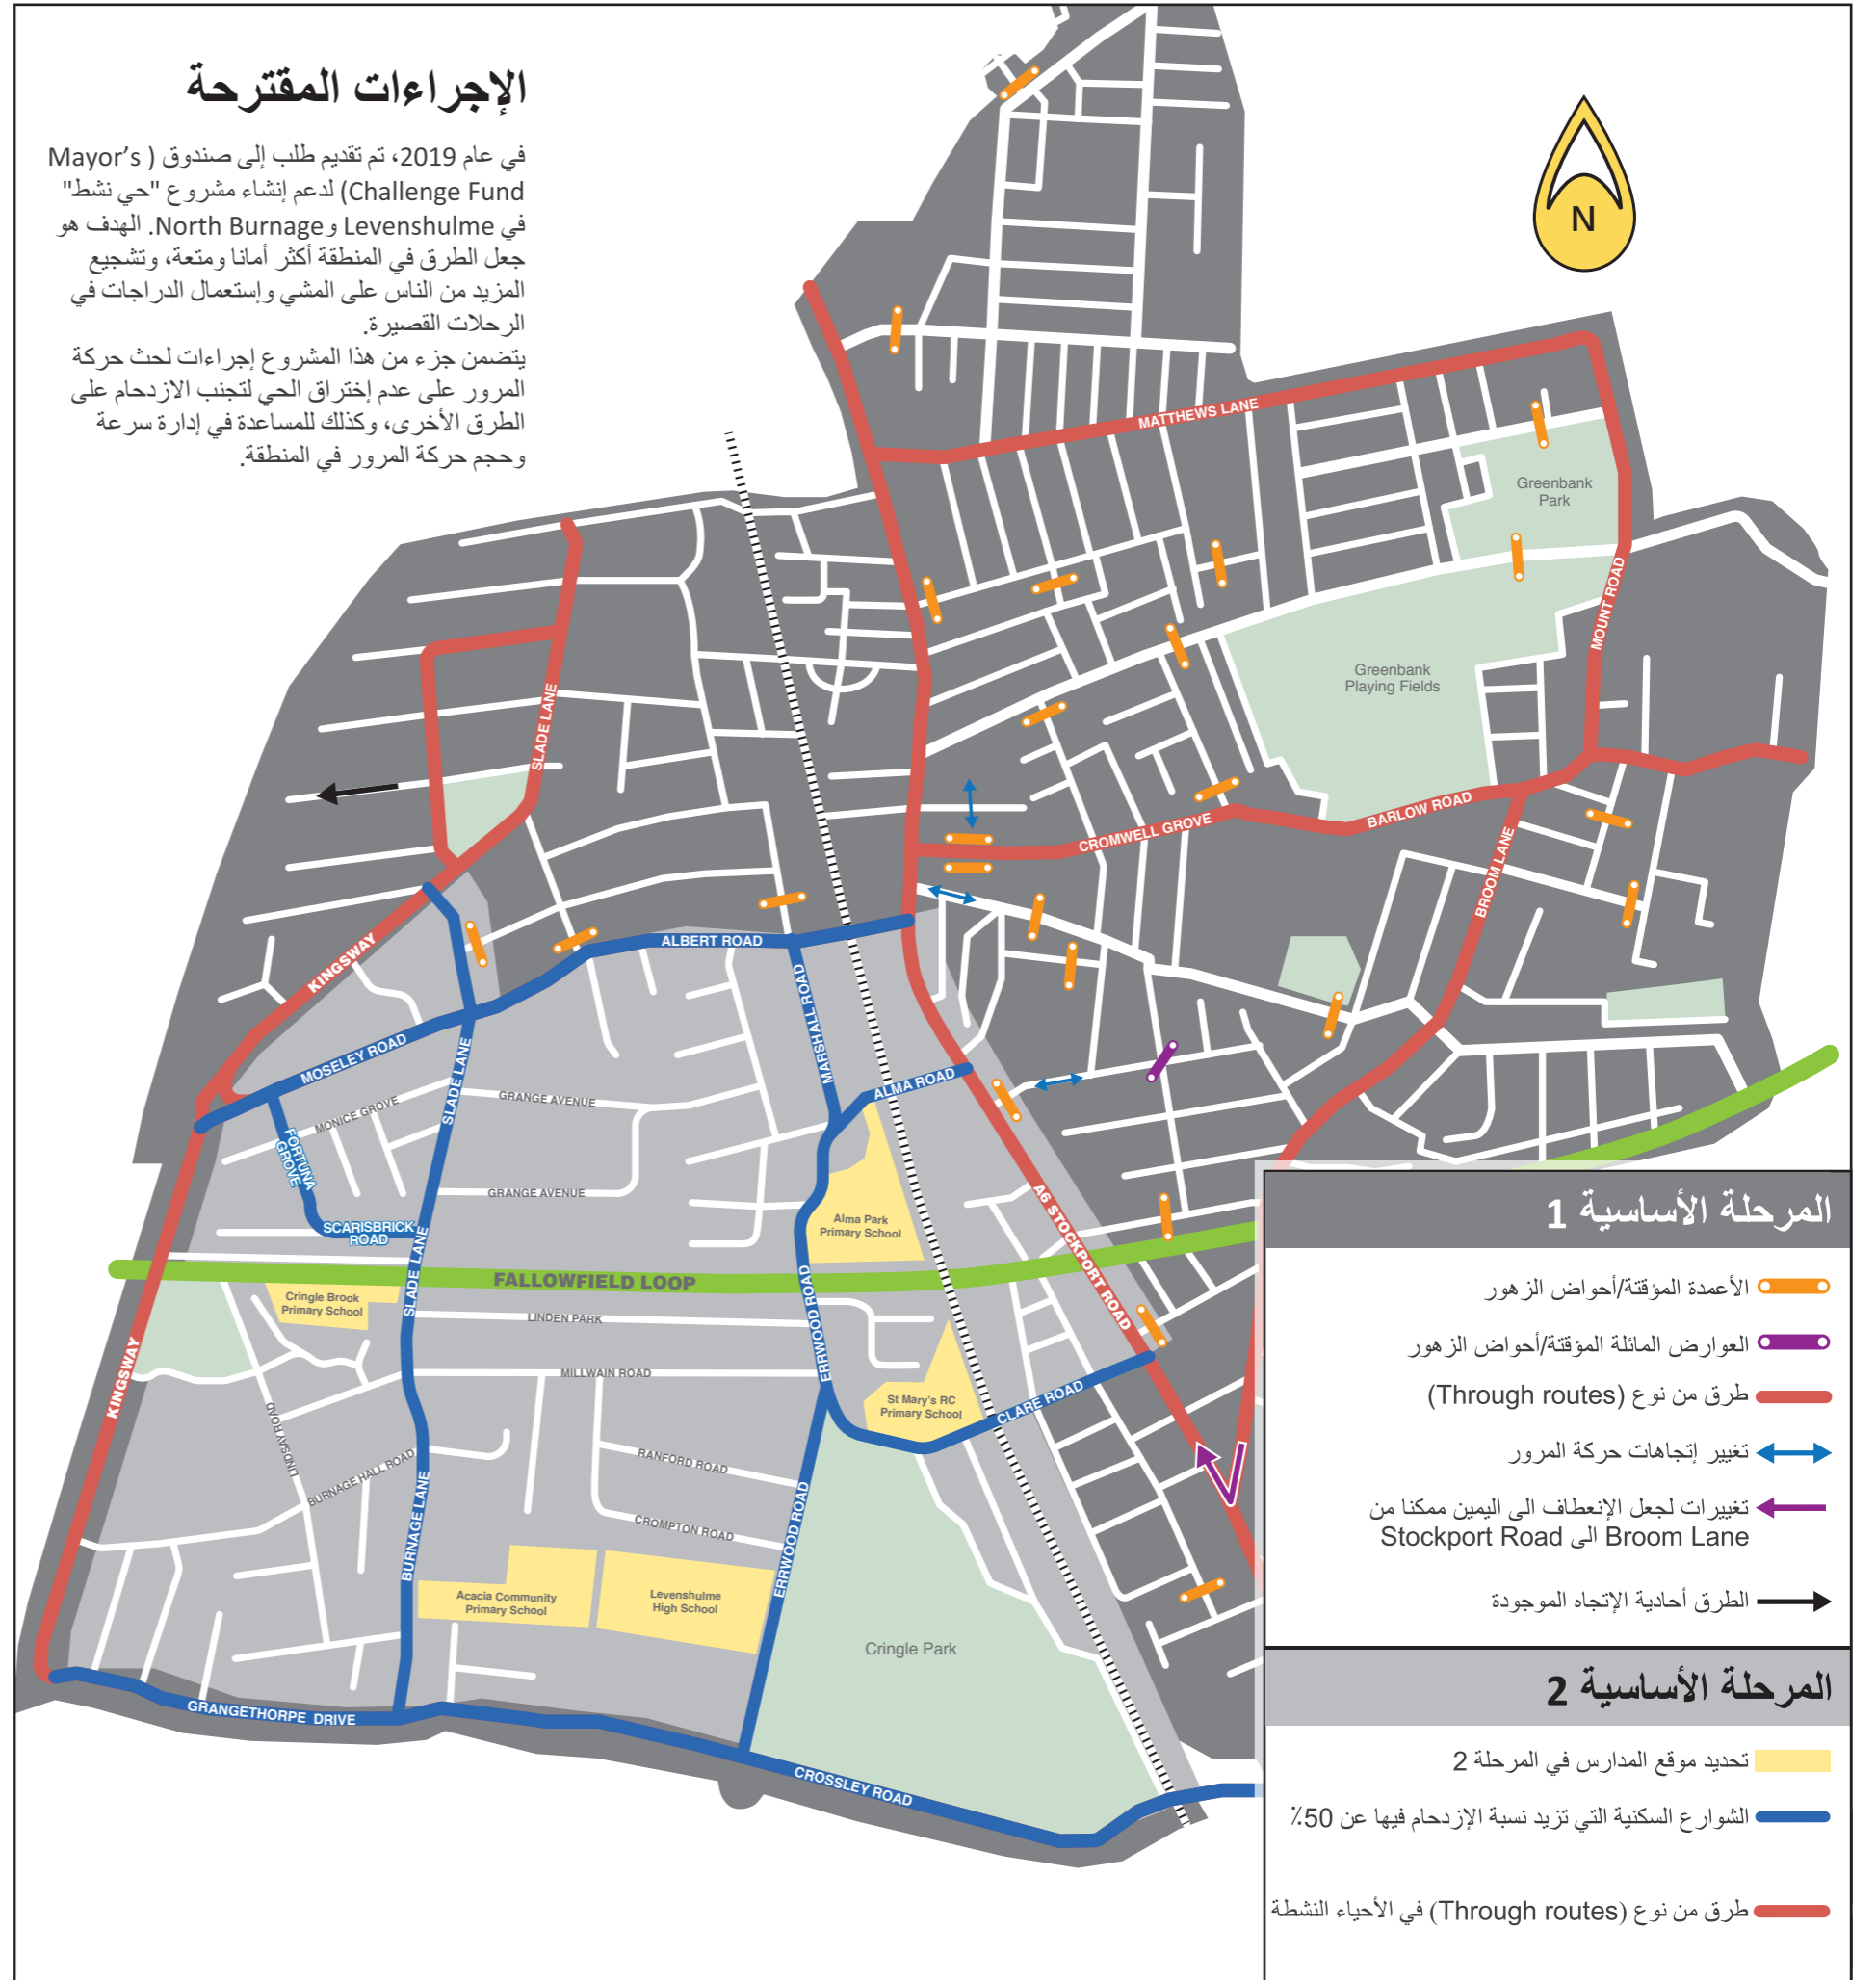 الإجراءات المقترحة
في عام 2019، تم تقديم طلب إلى صندوق ( Mayor's
Challenge Fund) لدعم إنشاء مشروع "حي نشط"
في Levenshulme وNorth Burnage. الهدف هو
جعل الطرق في المنطقة أكثر أمانا ومتعة، وتشجيع
المزيد من الناس على المشي وإستعمال الدراجات في
الرحلات القصيرة.
يتضمن جزء من هذا المشروع إجراءات لحث حركة
المرور على عدم إختراق الحي لتجنب الازدحام على
الطرق الأخرى، وكذلك للمساعدة في إدارة سرعة
وحجم حركة المرور في المنطقة.
N
MATTHEWS LANE
Greenbank
Park
MOUNT ROAD
Greenbank
Playing Fields
SLADE LANE
BARLOW ROAD
CROMWELL GROVE
BROOM LANE
KINGSWAY
ALBERT ROAD
MARSHALL ROAD
MOSELEY ROAD
SLADE LANE
ALMA ROAD
GRANGE AVENUE
MONICE GROVE
FORTUNA
GROVE
GRANGE AVENUE
A6 STOCKPORT ROAD
SCARISBRICK
ROAD
Alma Park
Primary School
SLADE LANE
FALLOWFIELD LOOP
Cringle Brook
Primary School
LINDEN PARK
ERRWOOD ROAD
KINGSWAY
MILLWAIN ROAD
St Mary's RC
Primary School
CLARE ROAD
LINDSAY ROAD
BURNAGE HALL ROAD
RANFORD ROAD
BURNAGE LANE
CROMPTON ROAD
ERRWOOD ROAD
Acacia Community
Primary School
Levenshulme
High School
Cringle Park
GRANGETHORPE DRIVE
CROSSLEY ROAD
المرحلة الأساسية 1
الأعمدة المؤقتة/أحواض الزهور
العوارض المائلة المؤقتة/أحواض الزهور
طرق من نوع (Through routes)
تغيير إتجاهات حركة المرور
تغييرات لجعل الإنعطاف الى اليمين ممكنا من
Broom Lane الى Stockport Road
الطرق أحادية الإتجاه الموجودة
المرحلة الأساسية 2
تحديد موقع المدارس في المرحلة 2
الشوارع السكنية التي تزيد نسبة الإزدحام فيها عن 50٪
طرق من نوع (Through routes) في الأحياء النشطة